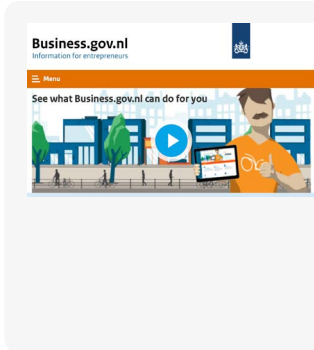 Business.gov.nl
Information for entrepreneurs
Menu
See what Business.gov.nl can do for you